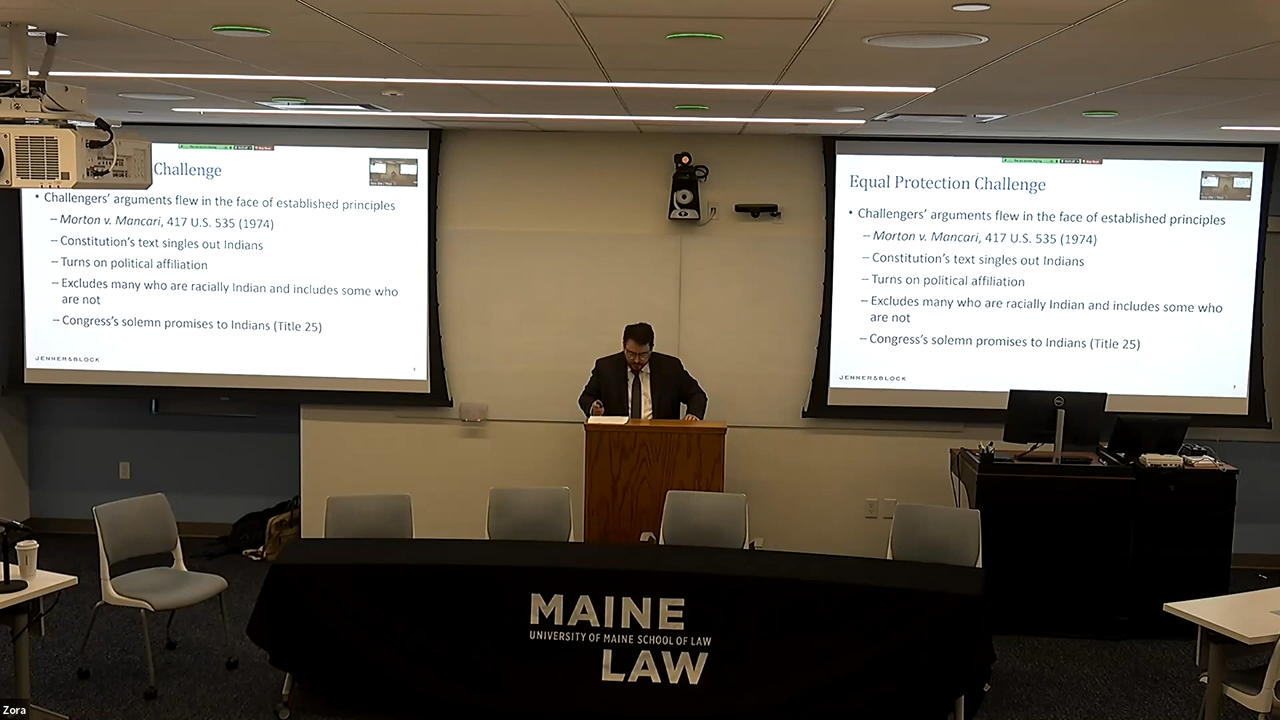 Challenge
• Challengers' arguments flew in the face of established principles
– Morton v. Mancari, 417 U.S. 535 (1974)
– Constitution's text singles out Indians
– Turns on political affiliation
– Excludes many who are racially Indian and includes some who
are not
– Congress's solemn promises to Indians (Title 25)
JENNER&BLOCK
Equal Protection Challenge
• Challengers' arguments flew in the face of established principles
– Morton v. Mancari, 417 U.S. 535 (1974)
– Constitution's text singles out Indians
– Turns on political affiliation
– Excludes many who are racially Indian and includes some who
are not
– Congress's solemn promises to Indians (Title 25)
JENNER&BLOCK
7
DELL
MAINE
UNIVERSITY OF MAINE SCHOOL OF LAW
LAW
Zora